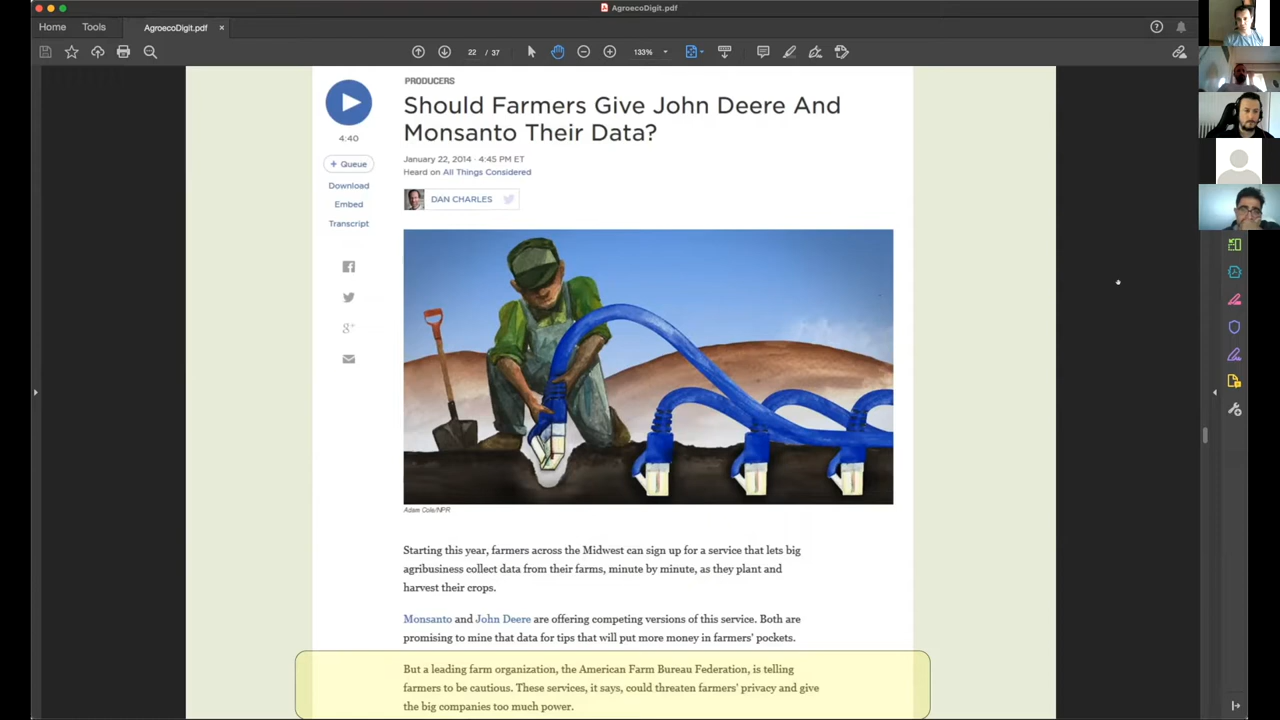 AgroecoDigit.pdf
Home
Tools
AgroecoDigit.pdf ×
22 / 37
133%
PRODUCERS
Should Farmers Give John Deere And
Monsanto Their Data?
4:40
January 22, 2014 · 4:45 PM ET
+ Queue
Heard on All Things Considered
Download
DAN CHARLES
Embed
Transcript
g+
Adam Cole/NPR
Starting this year, farmers across the Midwest can sign up for a service that lets big
agribusiness collect data from their farms, minute by minute, as they plant and
harvest their crops.
Monsanto and John Deere are offering competing versions of this service. Both are
promising to mine that data for tips that will put more money in farmers' pockets.
But a leading farm organization, the American Farm Bureau Federation, is telling
farmers to be cautious. These services, it says, could threaten farmers' privacy and give
the big companies too much power.